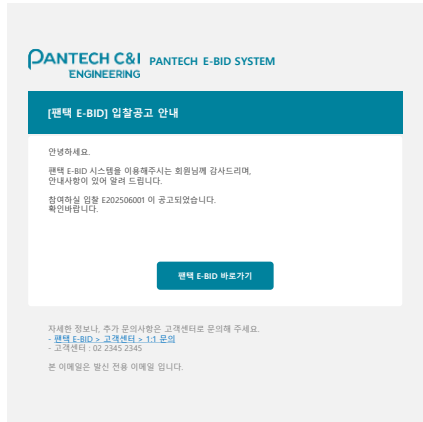 PANTECH C&I
ENGINEERING
PANTECH E-BID SYSTEM
[팬택 E-BID] 입찰공고 안내
안녕하세요.
팬택 E-BID 시스템을 이용해주시는 회원님께 감사드리며,
안내사항이 있어 알려 드립니다.
참여하실 입찰 E202506001 이 공고되었습니다.
확인바랍니다.
팬택 E-BID 바로가기
자세한 정보나, 추가 문의사항은 고객센터로 문의해 주세요.
- 팬택 E-BID > 고객센터 > 1:1 문의
- 고객센터 : 02 2345 2345
본 이메일은 발신 전용 이메일 입니다.